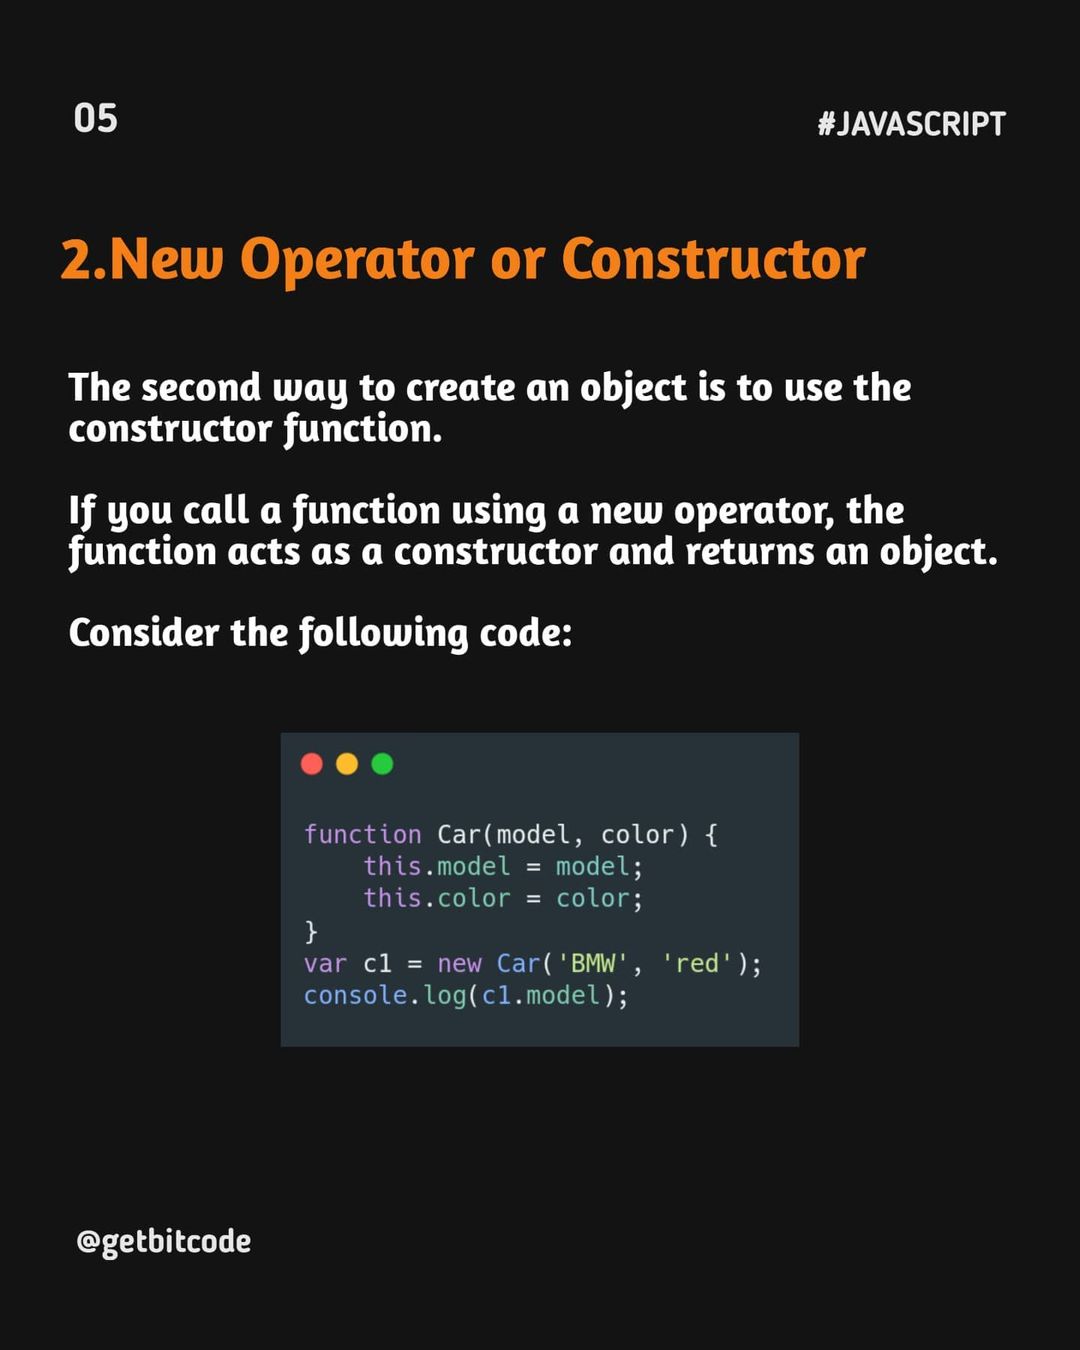 05
#JAVASCRIPT
2.New Operator or Constructor
The second way to create an object is to use the
constructor function.
If you call a function using a new operator, the
function acts as a constructor and returns an object.
Consider the following code:
function Car(model, color) {
    this.model = model;
    this.color = color;
}
var c1 = new Car('BMW', 'red');
console.log(c1.model);
@getbitcode